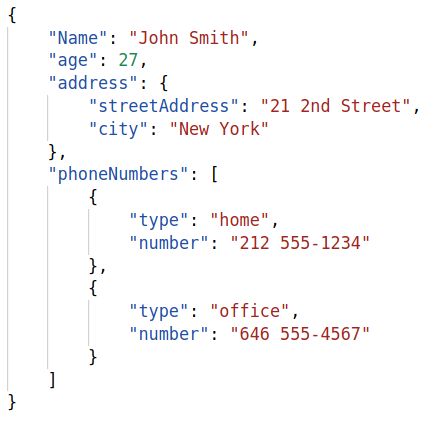 {
    "Name": "John Smith",
    "age": 27,
    "address": {
        "streetAddress": "21 2nd Street",
        "city": "New York"
    },
    "phoneNumbers": [
        {
            "type": "home",
            "number": "212 555-1234"
        },
        {
            "type": "office",
            "number": "646 555-4567"
        }
    ]
}